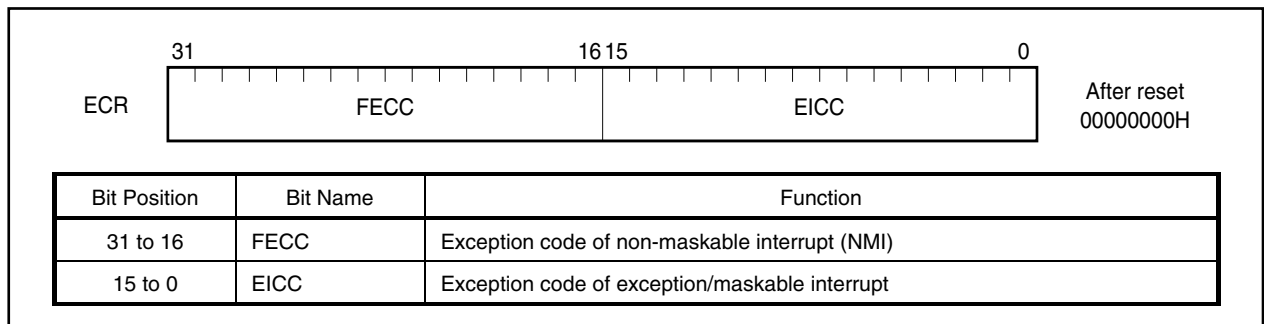 31 16 15 0
ECR FECC EICC After reset
00000000H
Bit Position Bit Name Function
31 to 16 FECC Exception code of non-maskable interrupt (NMI)
15 to 0 EICC Exception code of exception/maskable interrupt